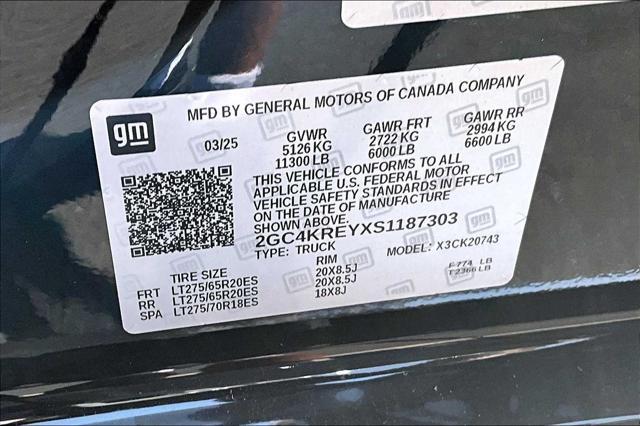 MFD BY GENERAL MOTORS OF CANADA COMPANY
gm
03/25 GVWR GAWR FRT GAWR RR
5126 KG 2722 KG 2994 KG
11300 LB 6000 LB 6600 LB
THIS VEHICLE CONFORMS TO ALL
APPLICABLE U.S. FEDERAL MOTOR
VEHICLE SAFETY STANDARDS IN EFFECT
ON THE DATE OF MANUFACTURE
SHOWN ABOVE.
2GC4KREYXS1187303
TYPE: TRUCK MODEL: X3CK20743
TIRE SIZE RIM F-774 LB
FRT LT275/65R20ES 20X8.5J T2366 LB
RR LT275/65R20ES 20X8.5J
SPA LT275/70R18ES 18X8J